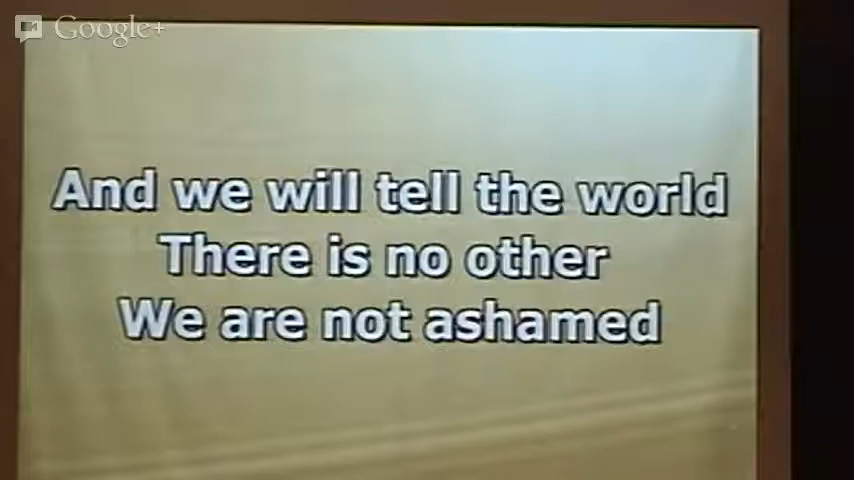 Google+
And we will tell the world
There is no other
We are not ashamed